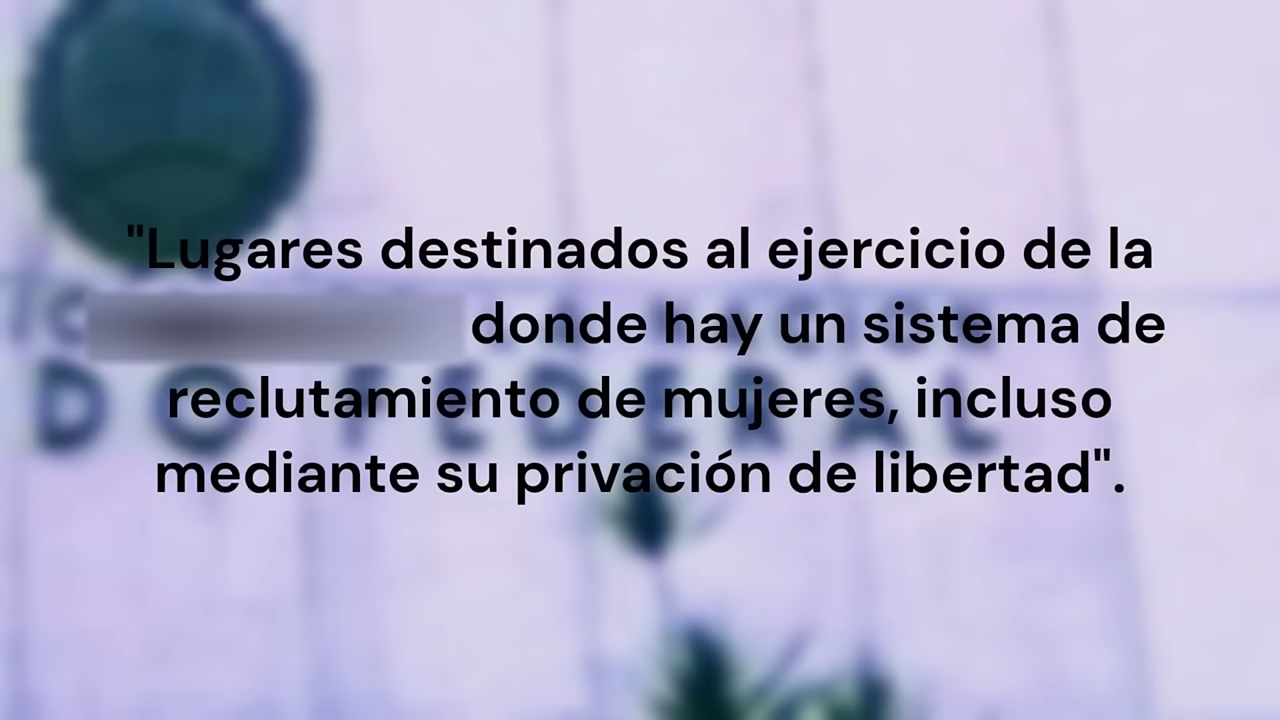 "Lugares destinados al ejercicio de la
donde hay un sistema de
reclutamiento de mujeres, incluso
mediante su privación de libertad".
D O FEDERAL